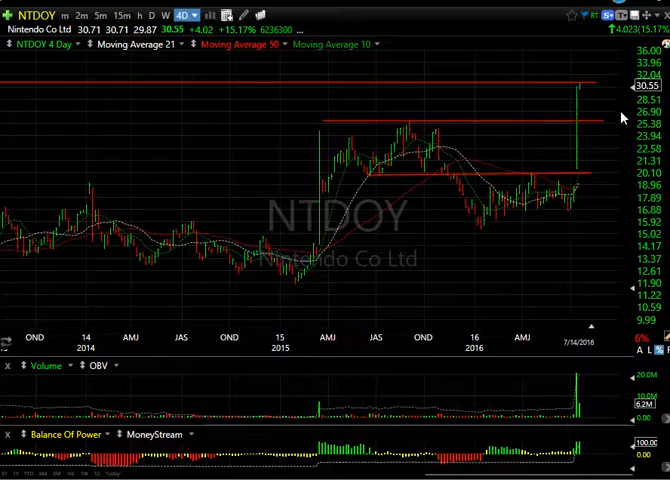 NTDOY 1m 2m 5m 15m h D W 4D
RT S T
Nintendo Co Ltd 30.71 30.71 29.87 30.55 +4.02 +15.17% 6236300 ...
4.023 (15.17%)
NTDOY 4 Day Moving Average 21 Moving Average 50 Moving Average 10
36.00
33.96
32.04
30.55
28.51
26.90
25.38
23.94
22.58
21.31
20.10
18.96
17.89
16.88
15.92
15.02
14.17
13.37
12.61
11.90
11.22
10.59
9.99
NTDOY
Nintendo Co Ltd
OND 14 AMJ JAS OND 15 AMJ JAS OND 16 AMJ
2014 2015 2016 7/14/2016
6%
A L %
X Volume OBV
20.0M
10.0M
6.2M
X Balance Of Power MoneyStream
100.00
0.00